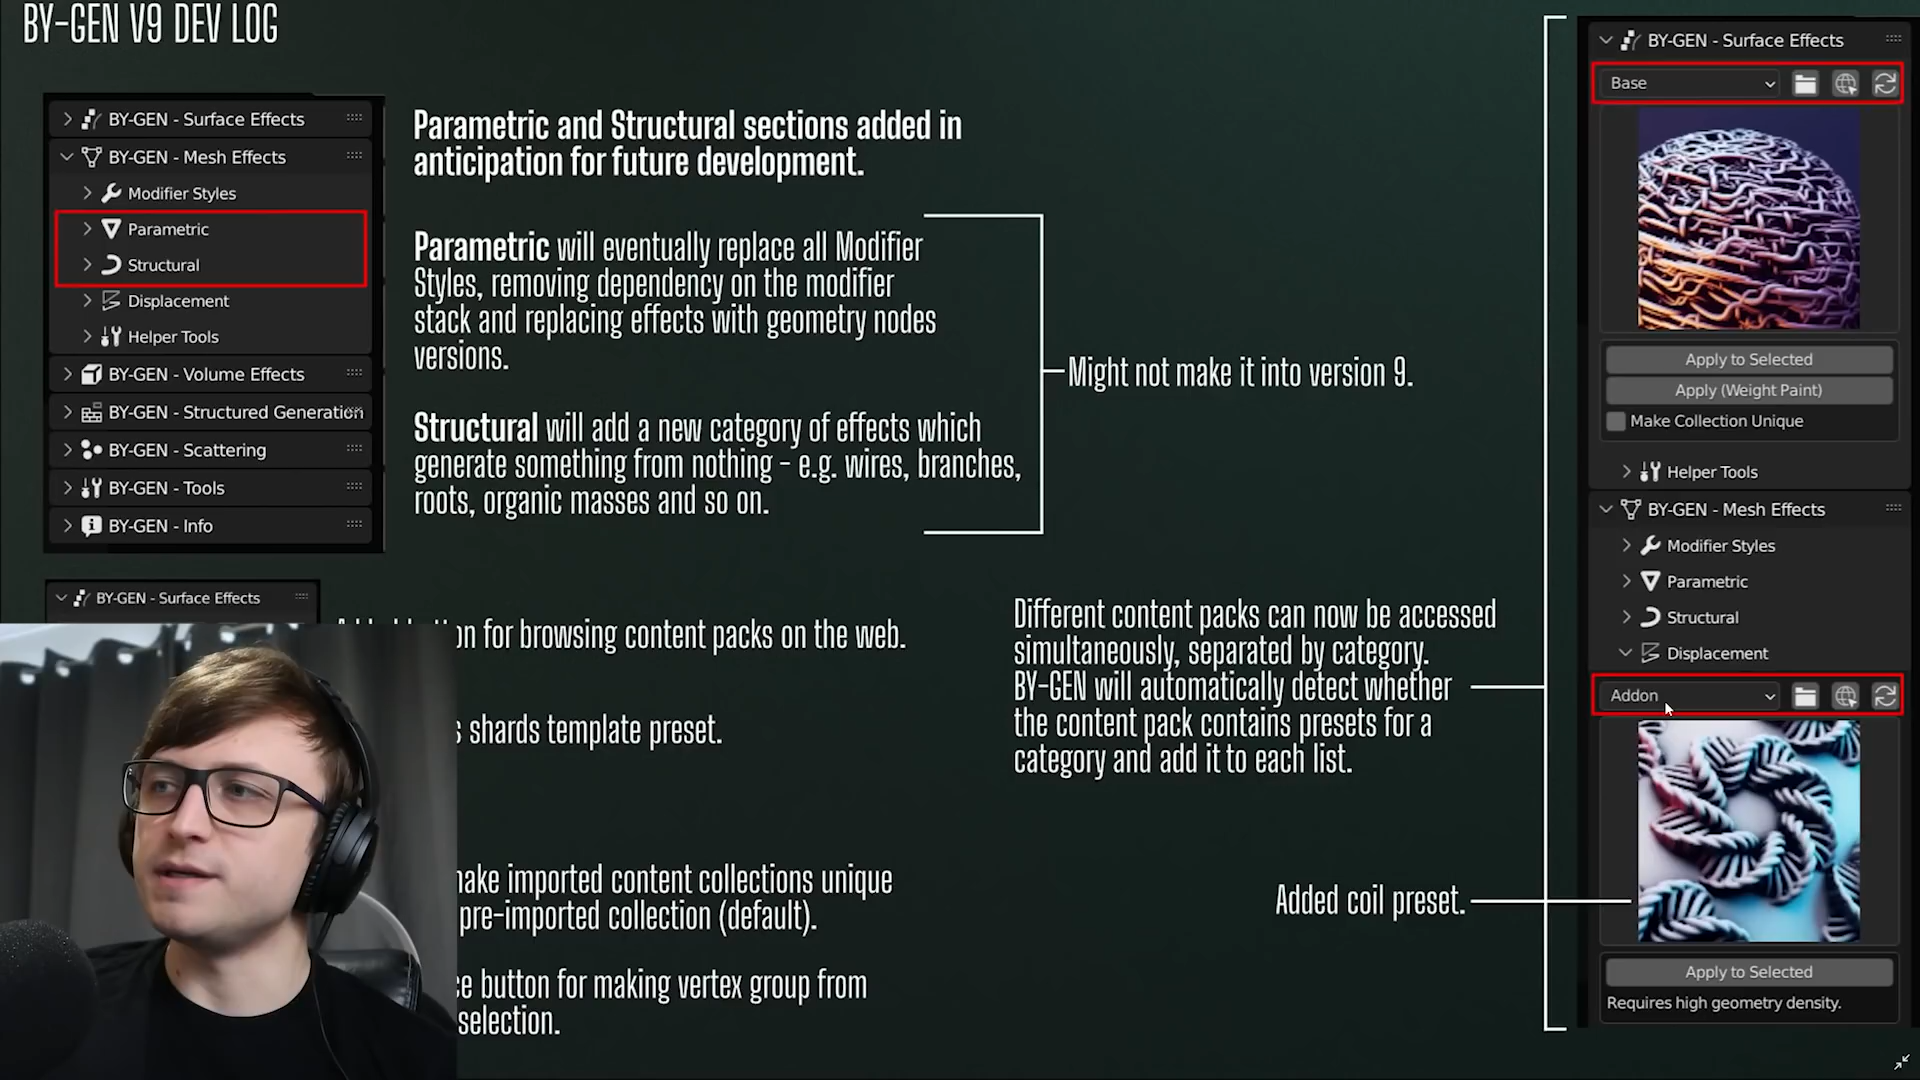 BY-GEN V9 DEV LOG
BY-GEN - Surface Effects
BY-GEN - Mesh Effects
Modifier Styles
Parametric
Structural
Displacement
Helper Tools
BY-GEN - Volume Effects
BY-GEN - Structured Generation
BY-GEN - Scattering
BY-GEN - Tools
BY-GEN - Info
Parametric and Structural sections added in
anticipation for future development.
Parametric will eventually replace all Modifier
Styles, removing dependency on the modifier
stack and replacing effects with geometry nodes
versions.
Structural will add a new category of effects which
generate something from nothing - e.g. wires, branches,
roots, organic masses and so on.
Might not make it into version 9.
BY-GEN - Surface Effects
for browsing content packs on the web.
shards template preset.
imported content collections unique
pre-imported collection (default).
button for making vertex group from
selection.
Different content packs can now be accessed
simultaneously, separated by category.
BY-GEN will automatically detect whether
the content pack contains presets for a
category and add it to each list.
Added coil preset.
BY-GEN - Surface Effects
Base
Apply to Selected
Apply (Weight Paint)
Make Collection Unique
Helper Tools
BY-GEN - Mesh Effects
Modifier Styles
Parametric
Structural
Displacement
Addon
Apply to Selected
Requires high geometry density.